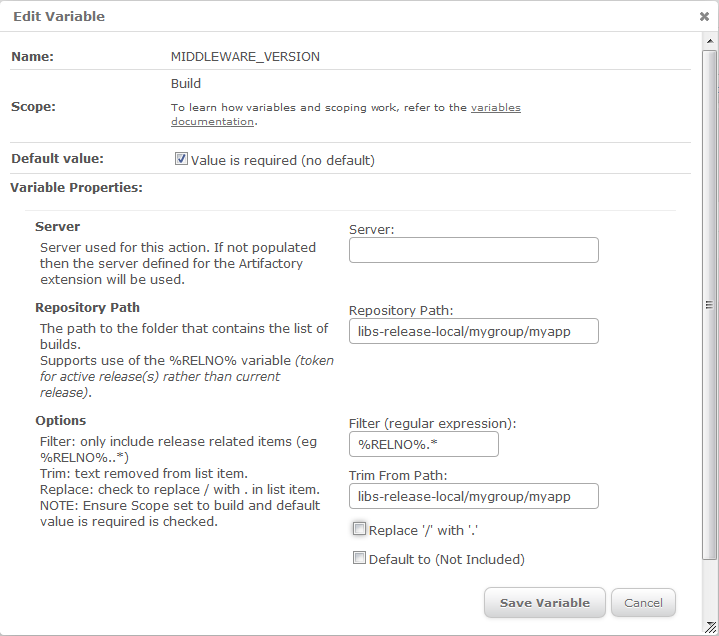 Edit Variable
Name: MIDDLEWARE_VERSION
Build
Scope:
To learn how variables and scoping work, refer to the variables
documentation.
Default value: Value is required (no default)
Variable Properties:
Server
Server used for this action. If not populated
then the server defined for the Artifactory
extension will be used.
Server:
Repository Path
The path to the folder that contains the list of
builds.
Supports use of the %RELNO% variable (token
for active release(s) rather than current
release).
Repository Path:
libs-release-local/mygroup/myapp
Options
Filter: only include release related items (eg
%RELNO%..*)
Trim: text removed from list item.
Replace: check to replace / with . in list item.
NOTE: Ensure Scope set to build and default
value is required is checked.
Filter (regular expression):
%RELNO%.*
Trim From Path:
libs-release-local/mygroup/myapp
Replace '/' with '.'
Default to (Not Included)
Save Variable Cancel